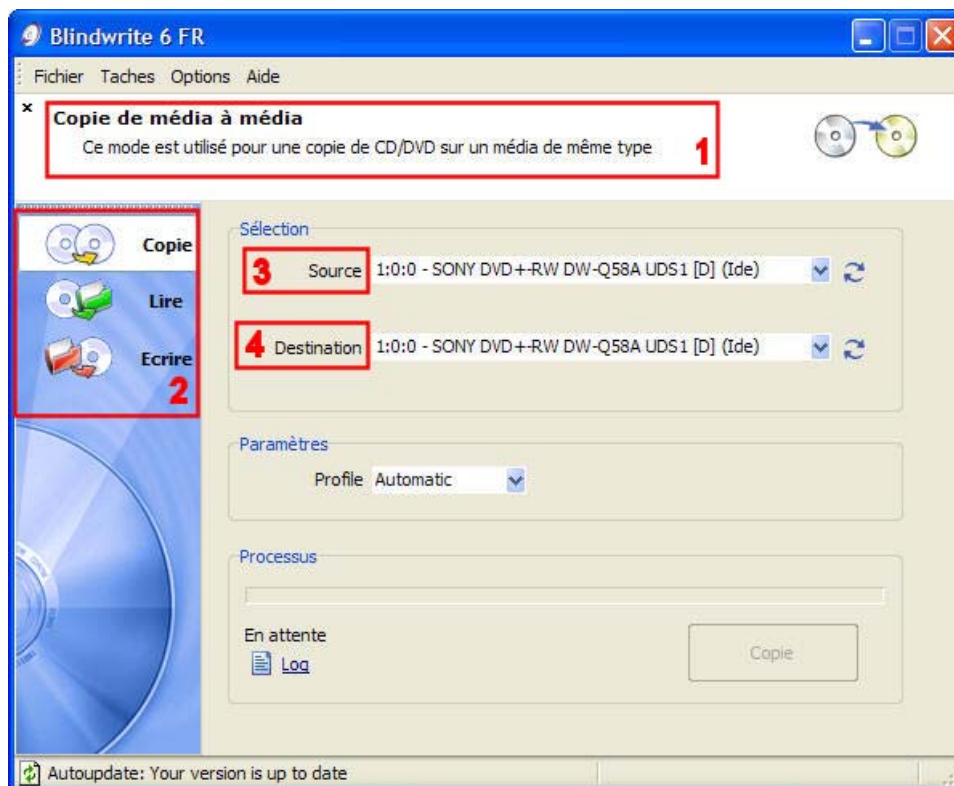 Blindwrite 6 FR
Fichier Taches Options Aide
Copie de média à média
Ce mode est utilisé pour une copie de CD/DVD sur un média de même type
1
Copie
Lire
Ecrire
2
Sélection
3 Source 1:0:0 - SONY DVD+-RW DW-Q58A UDS1 [D] (Ide)
4 Destination 1:0:0 - SONY DVD+-RW DW-Q58A UDS1 [D] (Ide)
Paramètres
Profile Automatic
Processus
En attente
Log
Copie
Autoupdate: Your version is up to date